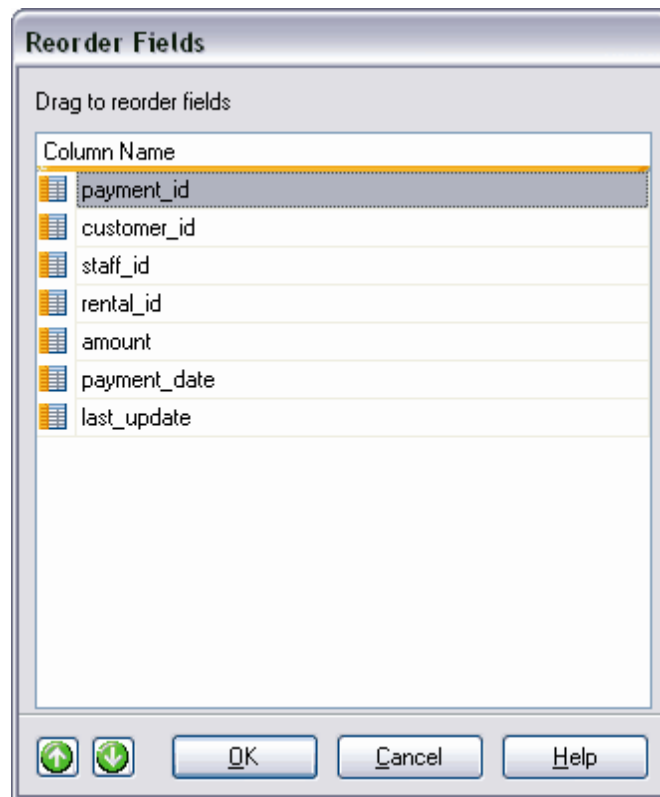 Reorder Fields
Drag to reorder fields
Column Name
payment_id
customer_id
staff_id
rental_id
amount
payment_date
last_update
OK Cancel Help